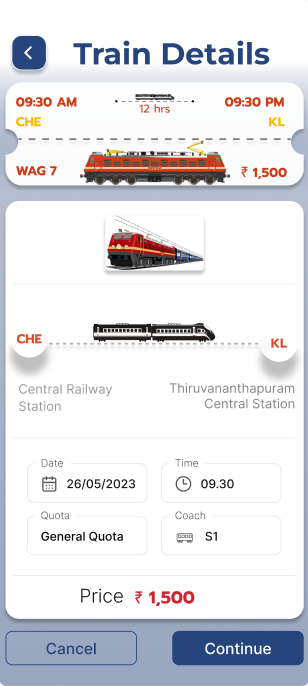 Train Details
09:30 AM
09:30 PM
12 hrs
CHE
KL
WAG 7
₹ 1,500
CHE
KL
Central Railway
Station
Thiruvananthapuram
Central Station
Date
26/05/2023
Time
09.30
Quota
General Quota
Coach
S1
Price ₹ 1,500
Cancel
Continue